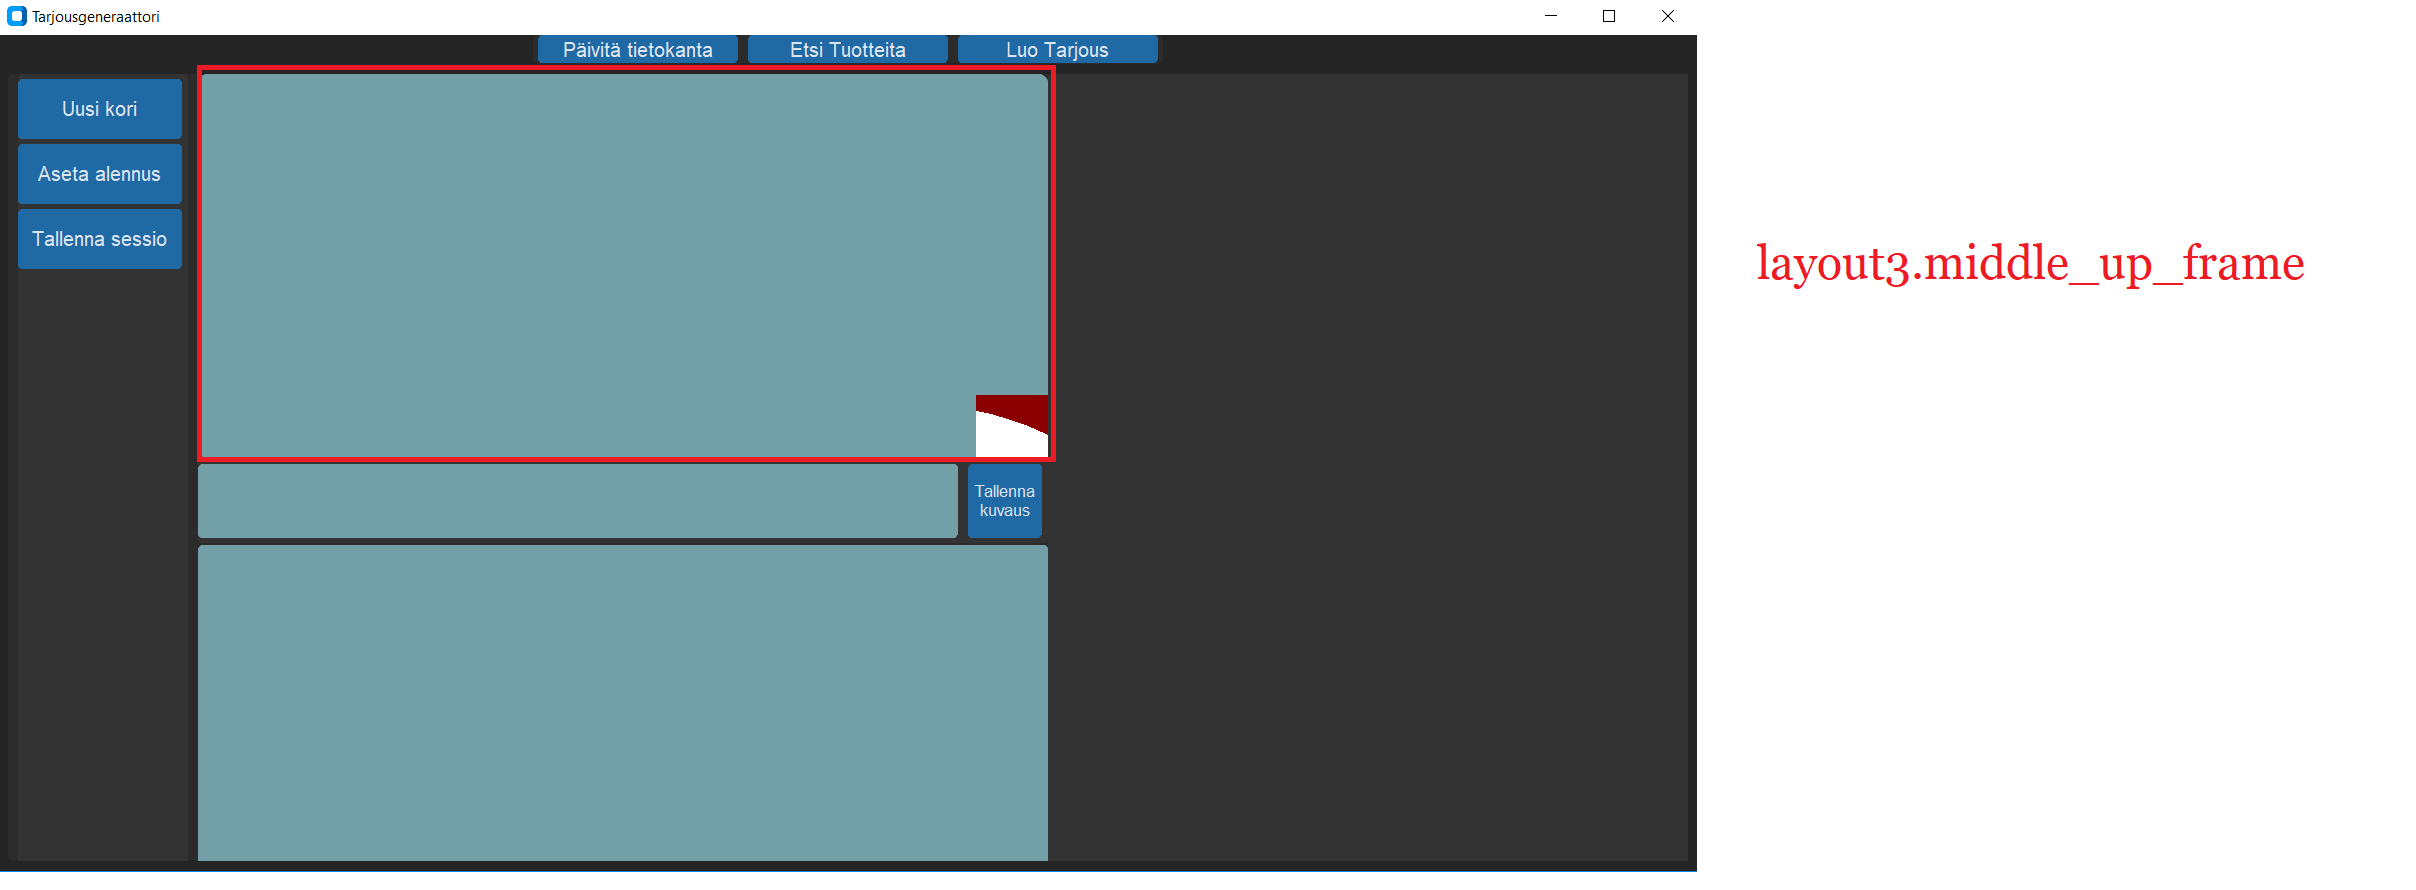 Tarjousgeneraattori
Päivitä tietokanta Etsi Tuotteita Luo Tarjous
Uusi kori
Aseta alennus
Tallenna sessio
layout3.middle_up_frame
Tallenna
kuvaus